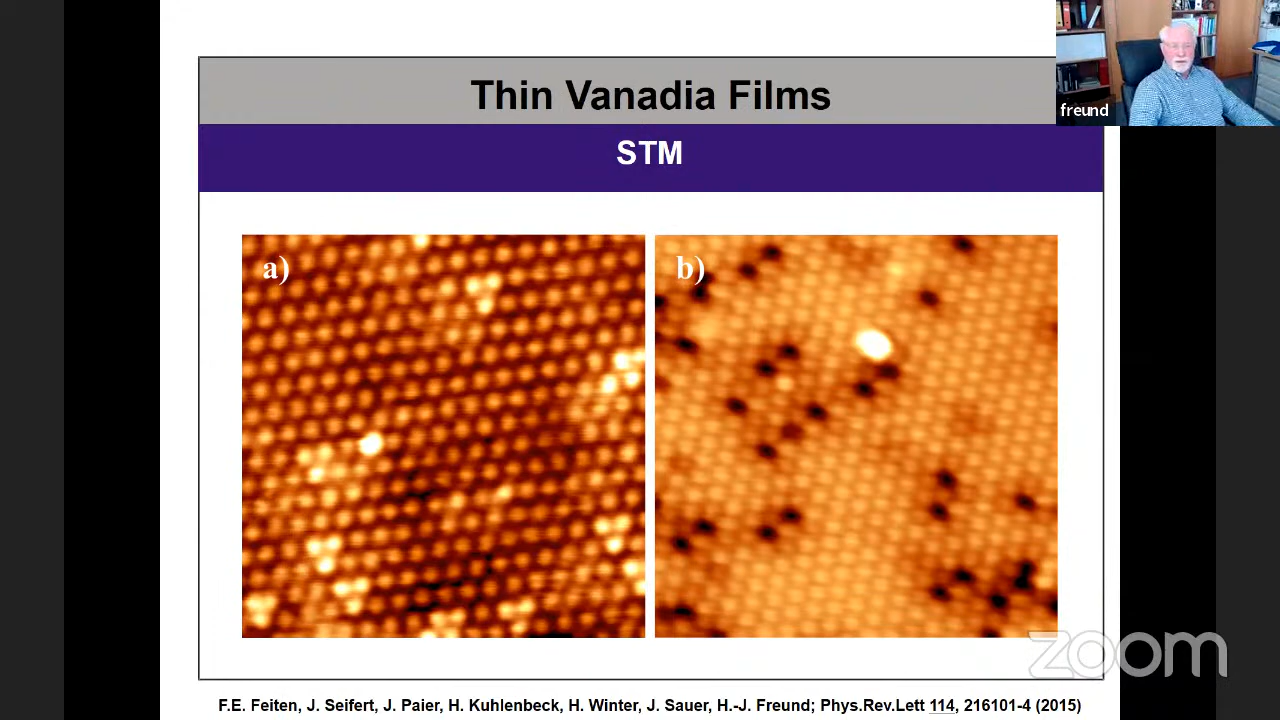 Thin Vanadia Films
freund
STM
a)
b)
zoom
F.E. Feiten, J. Seifert, J. Paier, H. Kuhlenbeck, H. Winter, J. Sauer, H.-J. Freund; Phys.Rev.Lett 114, 216101-4 (2015)